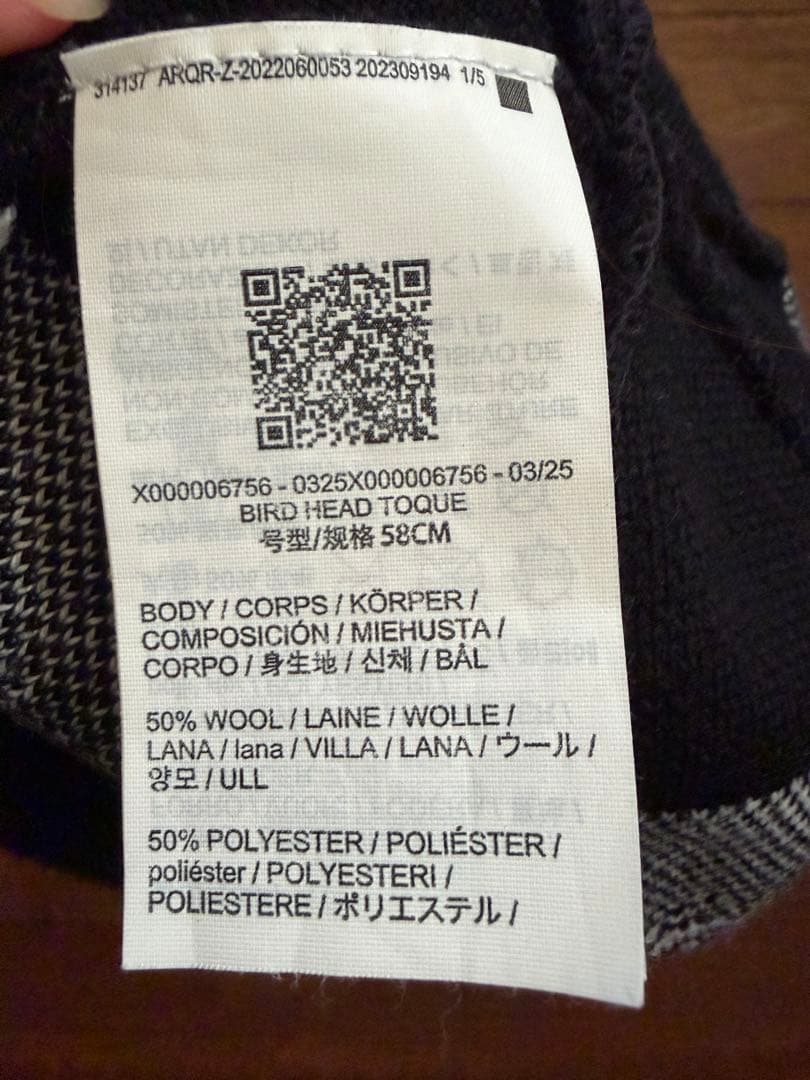 314137 ARQR-Z-2022060053 202309194 1/5
X000006756 - 0325X000006756 - 03/25
BIRD HEAD TOQUE
号型/规格 58CM
BODY / CORPS / KÖRPER /
COMPOSICIÓN / MIEHUSTA /
CORPO / 身生地 / 신체 / BÅL
50% WOOL / LAINE / WOLLE /
LANA / lana / VILLA / LANA / ウール /
양모 / ULL
50% POLYESTER / POLIÉSTER /
poliéster / POLYESTERI /
POLIESTERE / ポリエステル /